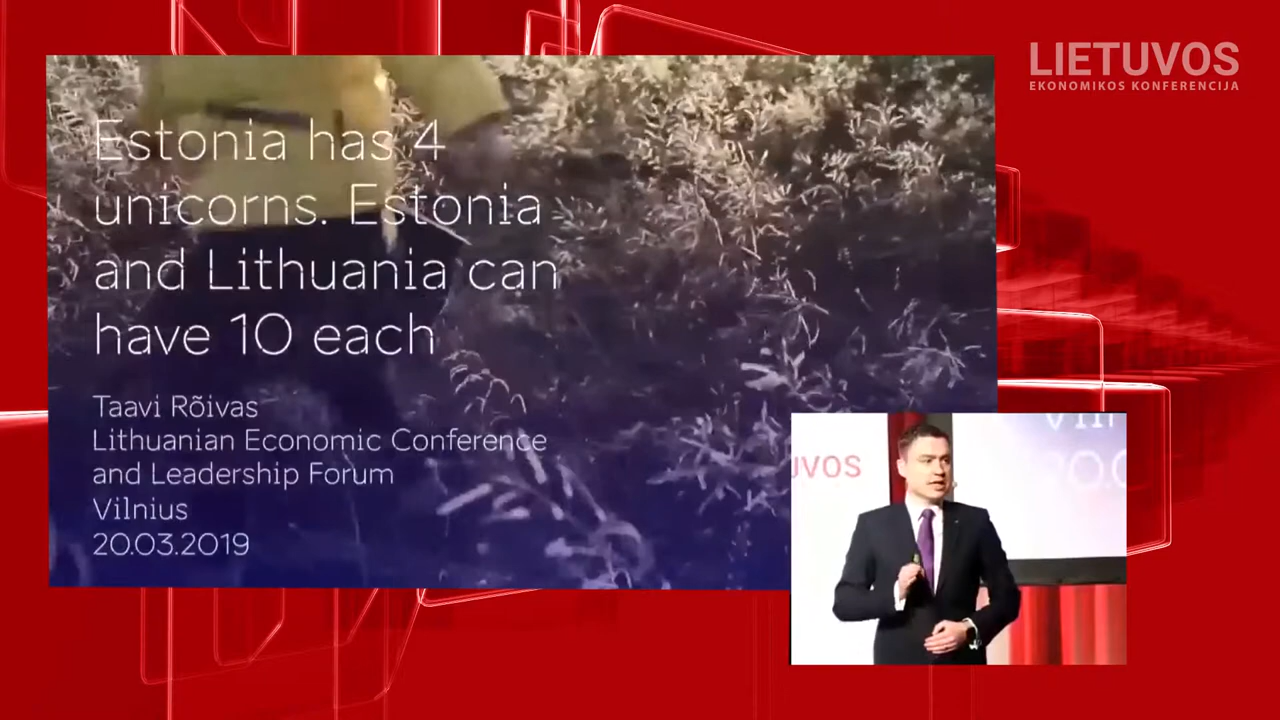 LIETUVOS
EKONOMIKOS KONFERENCIJA
Estonia has 4
unicorns. Estonia
and Lithuania can
have 10 each
Taavi Rõivas
Lithuanian Economic Conference
and Leadership Forum
Vilnius
20.03.2019
UVOS